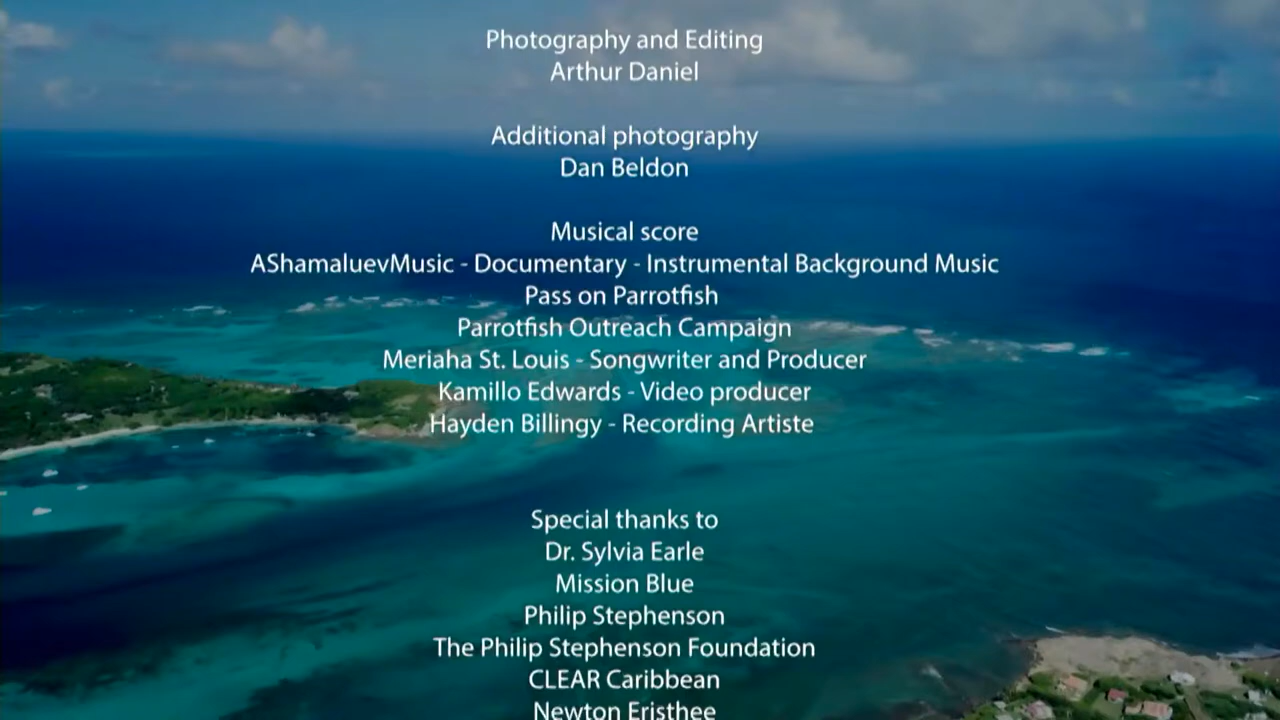 Photography and Editing
Arthur Daniel
Additional photography
Dan Beldon
Musical score
AShamaluevMusic - Documentary - Instrumental Background Music
Pass on Parrotfish
Parrotfish Outreach Campaign
Meriaha St. Louis - Songwriter and Producer
Kamillo Edwards - Video producer
Hayden Billingy - Recording Artiste
Special thanks to
Dr. Sylvia Earle
Mission Blue
Philip Stephenson
The Philip Stephenson Foundation
CLEAR Caribbean
Newton Eristhee